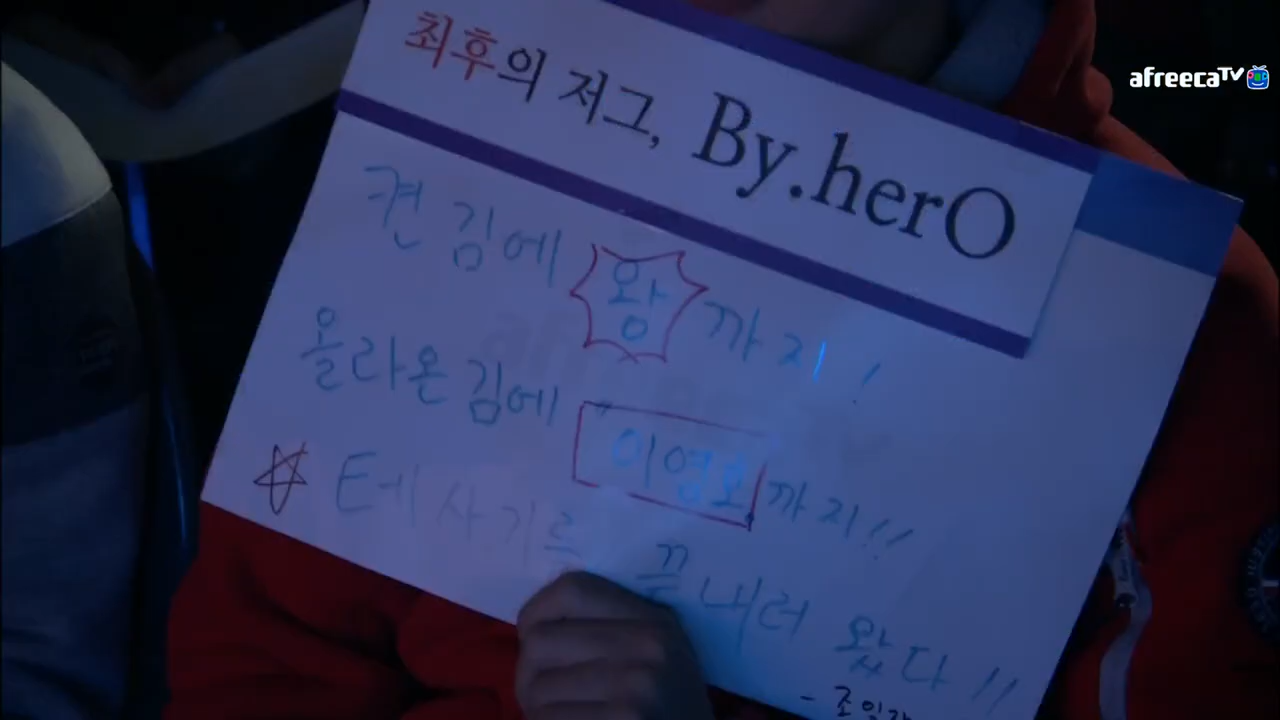 afreecaTV
최후의 저그, By.herO
켠 김에 왕까지!
올라온 김에 "이영호까지!!
☆ 테사기를 끝내러 왔다!!